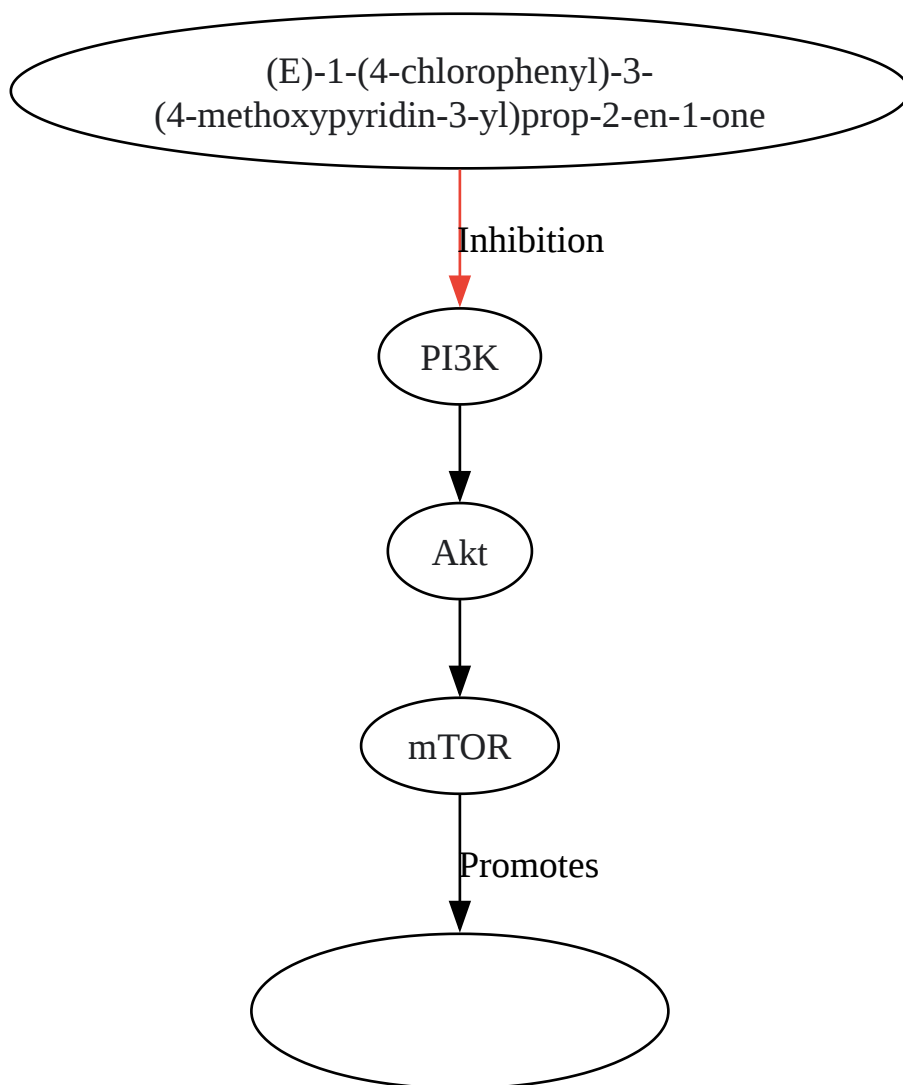 (E)-1-(4-chlorophenyl)-3-
(4-methoxypyridin-3-yl)prop-2-en-1-one
Inhibition
PI3K
Akt
mTOR
Promotes